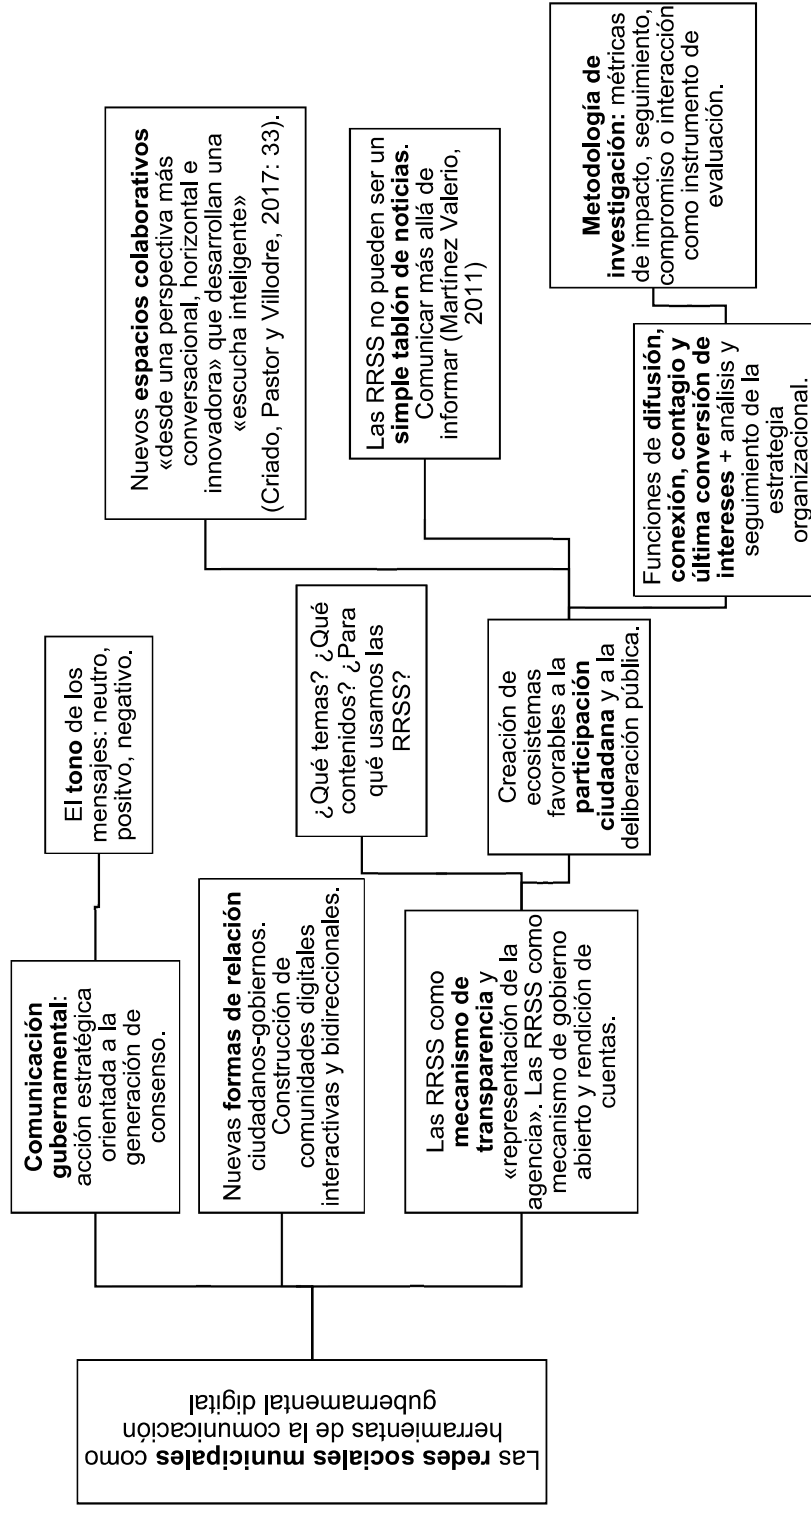 Las redes sociales municipales como
herramientas de la comunicación
gubernamental digital
Comunicación
gubernamental:
acción estratégica
orientada a la
generación de
consenso.
El tono de los
mensajes: neutro,
positvo, negativo.
Nuevas formas de relación
ciudadanos-gobiernos.
Construcción de
comunidades digitales
interactivas y bidireccionales.
Las RRSS como
mecanismo de
transparencia y
«representación de la
agencia». Las RRSS como
mecanismo de gobierno
abierto y rendición de
cuentas.
¿Qué temas? ¿Qué
contenidos? ¿Para
qué usamos las
RRSS?
Creación de
ecosistemas
favorables a la
participación
ciudadana y a la
deliberación pública.
Nuevos espacios colaborativos
«desde una perspectiva más
conversacional, horizontal e
innovadora» que desarrollan una
«escucha inteligente»
(Criado, Pastor y Villodre, 2017: 33).
Las RRSS no pueden ser un
simple tablón de noticias.
Comunicar más allá de
informar (Martínez Valerio,
2011)
Funciones de difusión,
conexión, contagio y
última conversión de
intereses + análisis y
seguimiento de la
estrategia
organizacional.
Metodología de
investigación: métricas
de impacto, seguimiento,
compromiso o interacción
como instrumento de
evaluación.